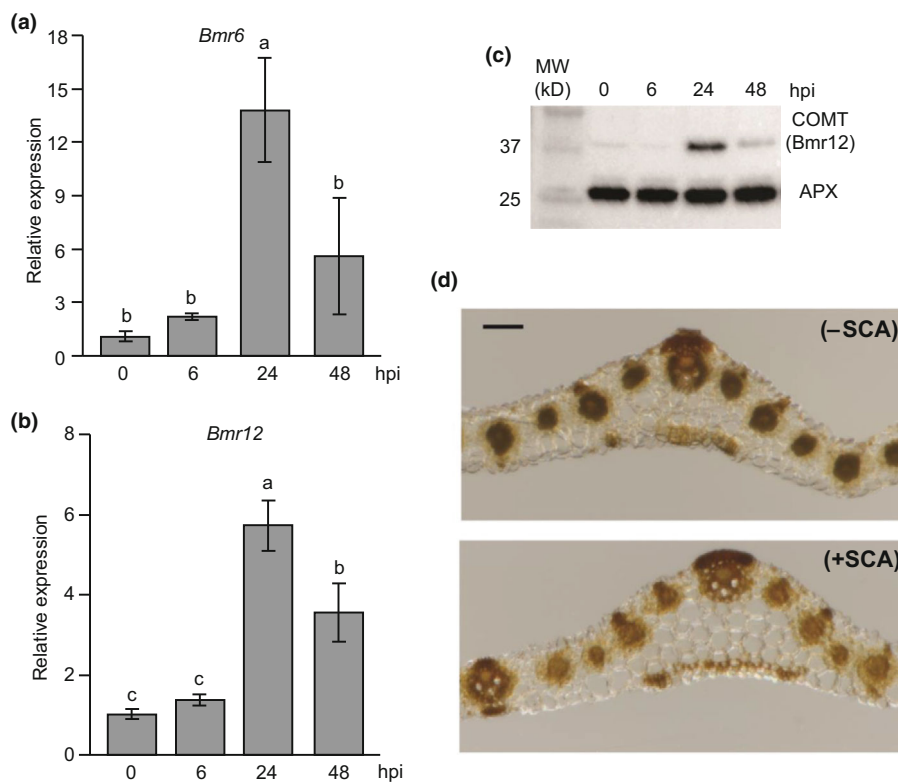 (a)
Bmr6
Relative expression
18
15
12
9
6
3
0
b
b
a
b
0 6 24 48 hpi
(b)
Bmr12
Relative expression
8
6
4
2
0
c
c
a
b
0 6 24 48 hpi
(c)
MW
(kD)
0 6 24 48 hpi
COMT
37
(Bmr12)
25
APX
(d)
(–SCA)
(+SCA)